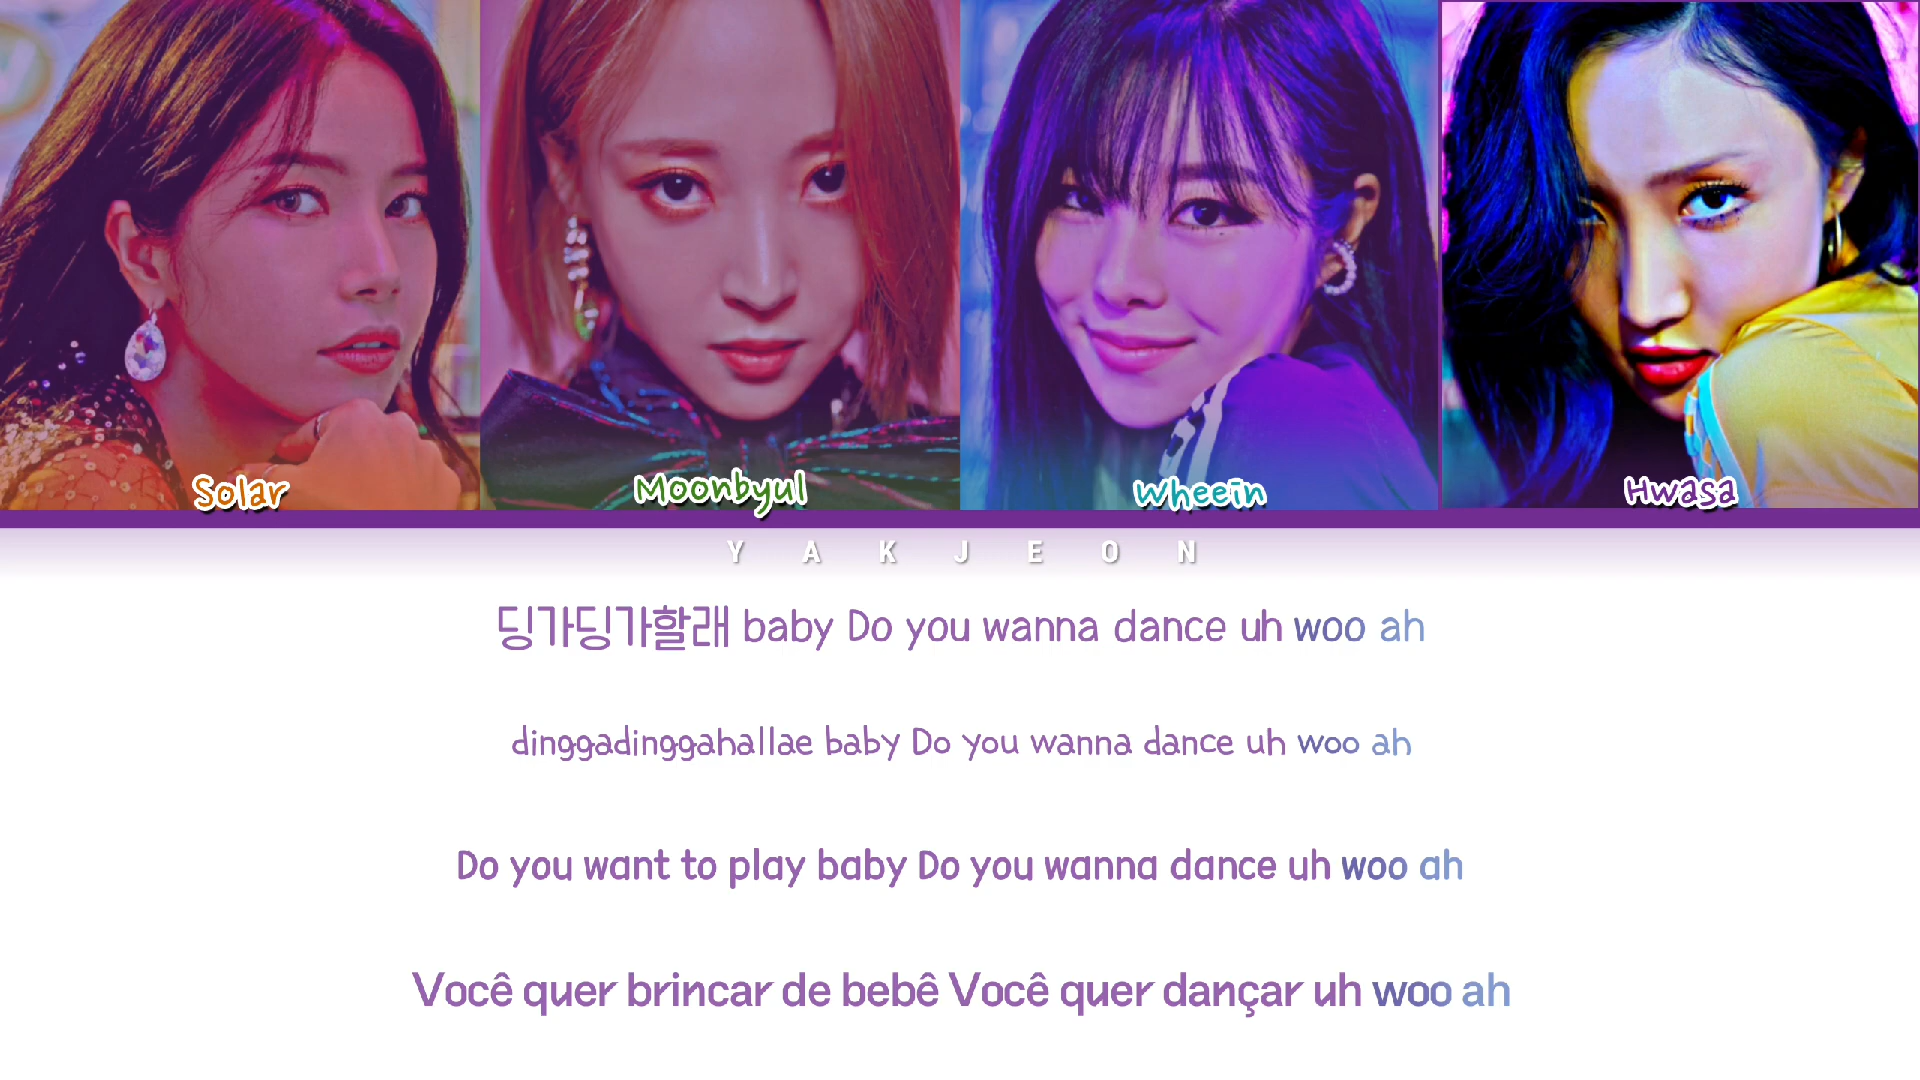 Solar
Moonbyul
Wheein
Hwasa
Y A K J E O N
딩가딩가할래 baby Do you wanna dance uh woo ah
dinggadinggahallae baby Do you wanna dance uh woo ah
Do you want to play baby Do you wanna dance uh woo ah
Você quer brincar de bebê Você quer dançar uh woo ah